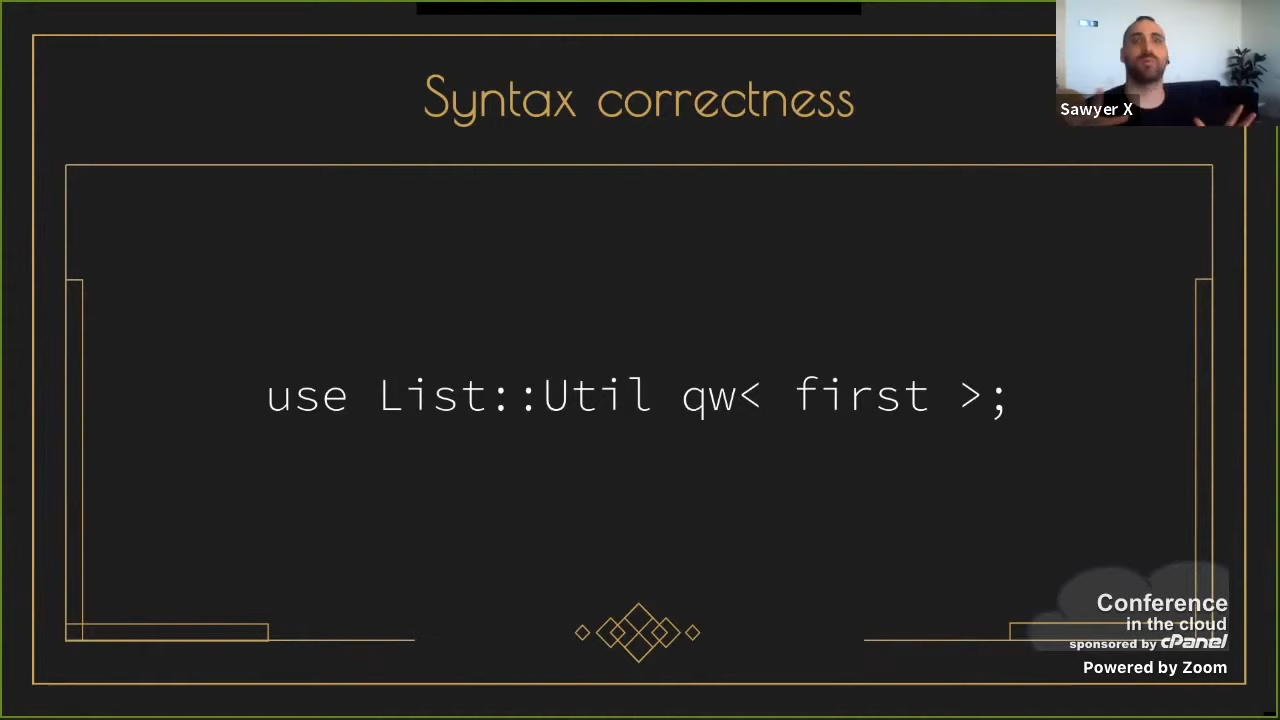 Syntax correctness
Sawyer X
use List::Util qw< first >;
Conference
in the cloud
sponsored by cPanel
Powered by Zoom